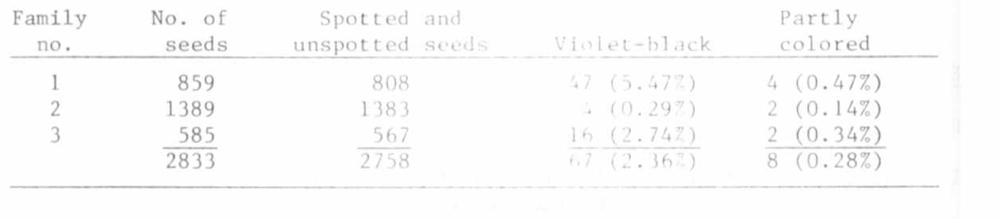 Family No. of Spotted and Partly
no. seeds unspotted seeds Violet-black colored
1 859 808 47 (5.47%) 4 (0.47%)
2 1389 1383 4 (0.29%) 2 (0.14%)
3 585 567 16 (2.74%) 2 (0.34%)
2833 2758 67 (2.36%) 8 (0.28%)